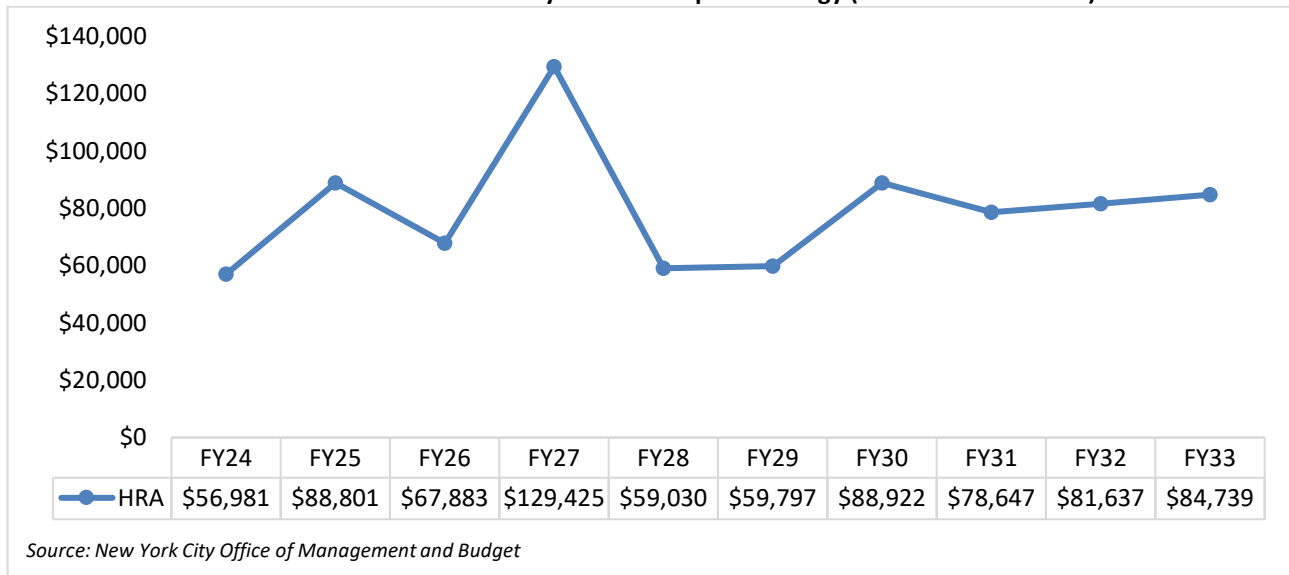 $140,000
$120,000
$100,000
$80,000
$60,000
$40,000
$20,000
$0
FY24 FY25 FY26 FY27 FY28 FY29 FY30 FY31 FY32 FY33
HRA $56,981 $88,801 $67,883 $129,425 $59,030 $59,797 $88,922 $78,647 $81,637 $84,739
Source: New York City Office of Management and Budget